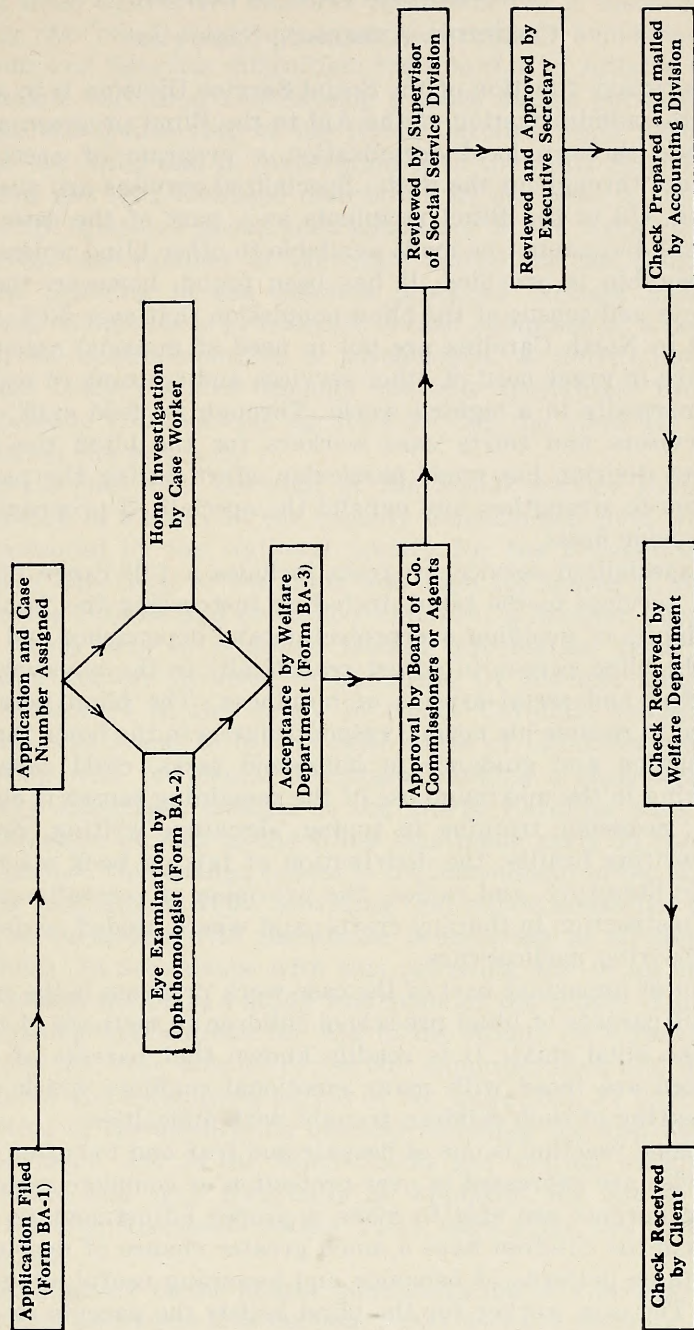 Application Filed
(Form BA-1)
Application and Case
Number Assigned
Eye Examination by
Ophthomologist (Form BA-2)
Home Investigation
by Case Worker
Acceptance by Welfare
Department (Form BA-3)
Approval by Board of Co.
Commissioners or Agents
Reviewed by Supervisor
of Social Service Division
Reviewed and Approved by
Executive Secretary
Check Prepared and mailed
by Accounting Division
Check Received by
Welfare Department
Check Received
by Client